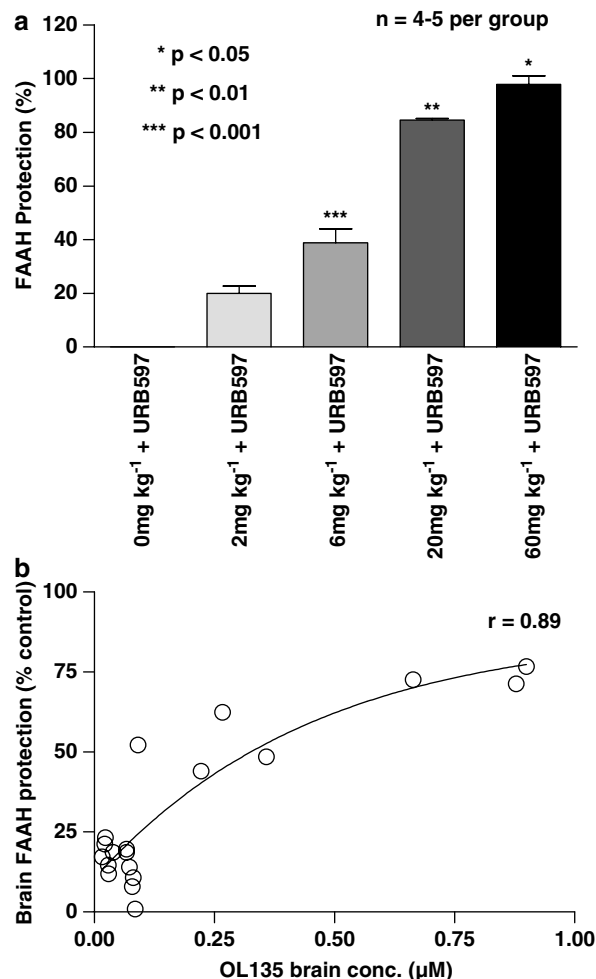 a
n = 4-5 per group
* p < 0.05
** p < 0.01
*** p < 0.001
FAAH Protection (%)
120
100
80
60
40
20
0
***
**
*
0mg kg⁻¹ + URB597
2mg kg⁻¹ + URB597
6mg kg⁻¹ + URB597
20mg kg⁻¹ + URB597
60mg kg⁻¹ + URB597
b
r = 0.89
Brain FAAH protection (% control)
100
75
50
25
0
0.00
0.25
0.50
0.75
1.00
OL135 brain conc. (µM)